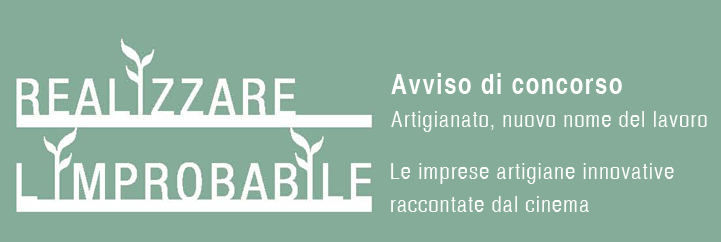 REALIZZARE
L'IMPROBABILE
Avviso di concorso
Artigianato, nuovo nome del lavoro
Le imprese artigiane innovative
raccontate dal cinema